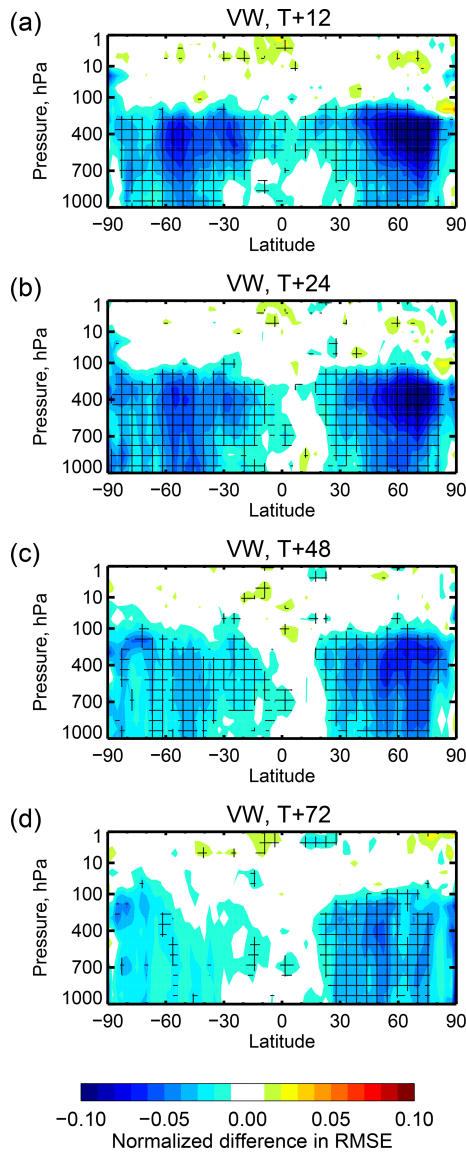 (a) VW, T+12
Pressure, hPa
1
10
100
400
700
1000
−90 −60 −30 0 30 60 90
Latitude
(b) VW, T+24
Pressure, hPa
1
10
100
400
700
1000
−90 −60 −30 0 30 60 90
Latitude
(c) VW, T+48
Pressure, hPa
1
10
100
400
700
1000
−90 −60 −30 0 30 60 90
Latitude
(d) VW, T+72
Pressure, hPa
1
10
100
400
700
1000
−90 −60 −30 0 30 60 90
Latitude
−0.10 −0.05 0.00 0.05 0.10
Normalized difference in RMSE